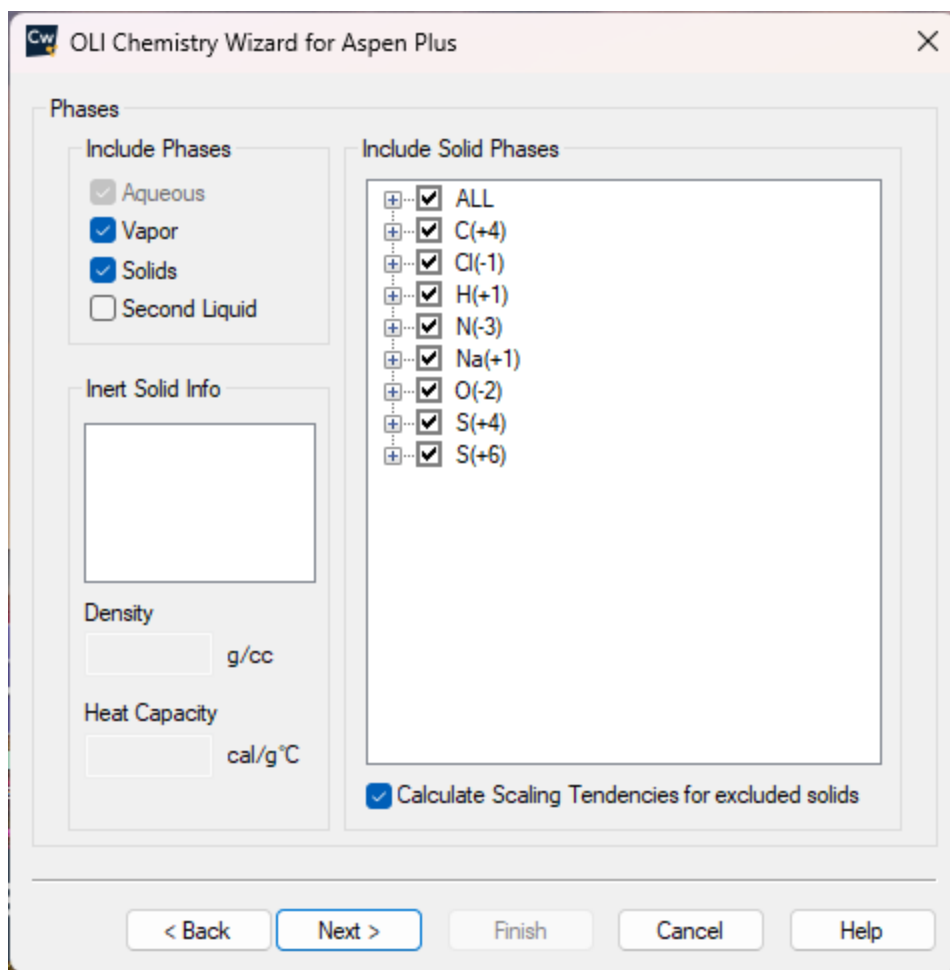 Cw OLI Chemistry Wizard for Aspen Plus
Phases
Include Phases
Aqueous
Vapor
Solids
Second Liquid
Inert Solid Info
Density
g/cc
Heat Capacity
cal/g°C
Include Solid Phases
ALL
C(+4)
Cl(-1)
H(+1)
N(-3)
Na(+1)
O(-2)
S(+4)
S(+6)
Calculate Scaling Tendencies for excluded solids
< Back
Next >
Finish
Cancel
Help